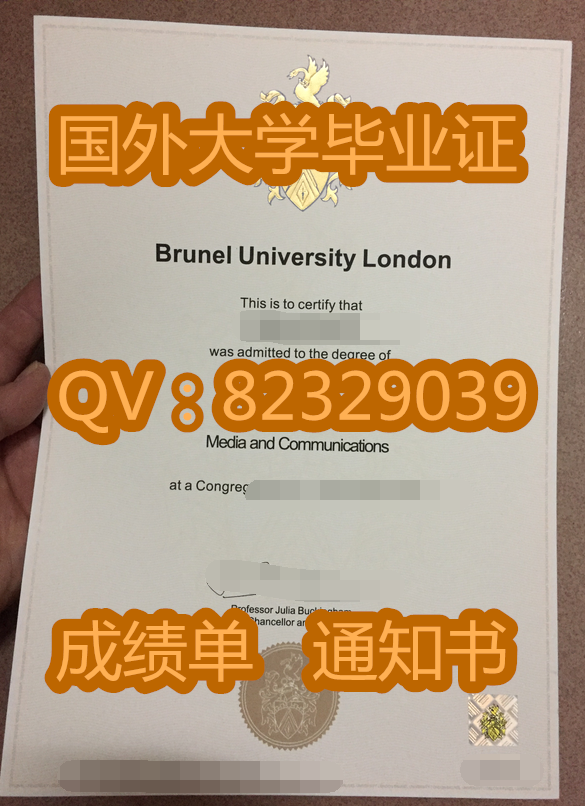 国外大学毕业证
Brunel University London
This is to certify that
was admitted to the degree of
QV：82329039
Media and Communications
at a Congreg
Professor Julia Buckingham
成绩单 通知书